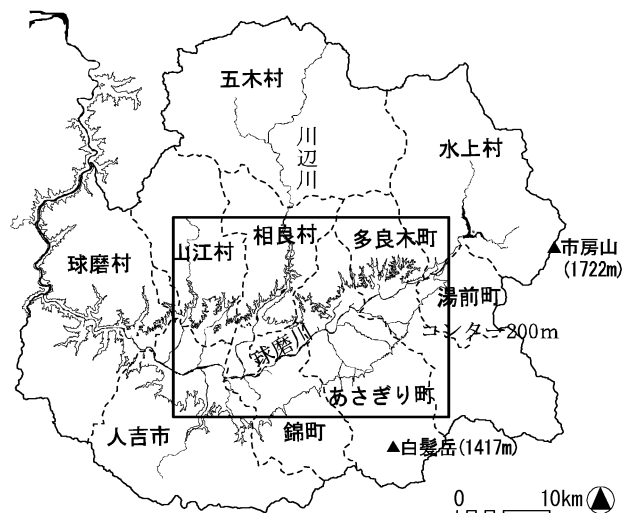 五木村
川辺川
水上村
相良村
多良木町
山江村
市房山
(1722m)
球磨村
湯前町
コンター200m
球磨川
あさぎり町
人吉市
錦町
白髪岳(1417m)
0 10km